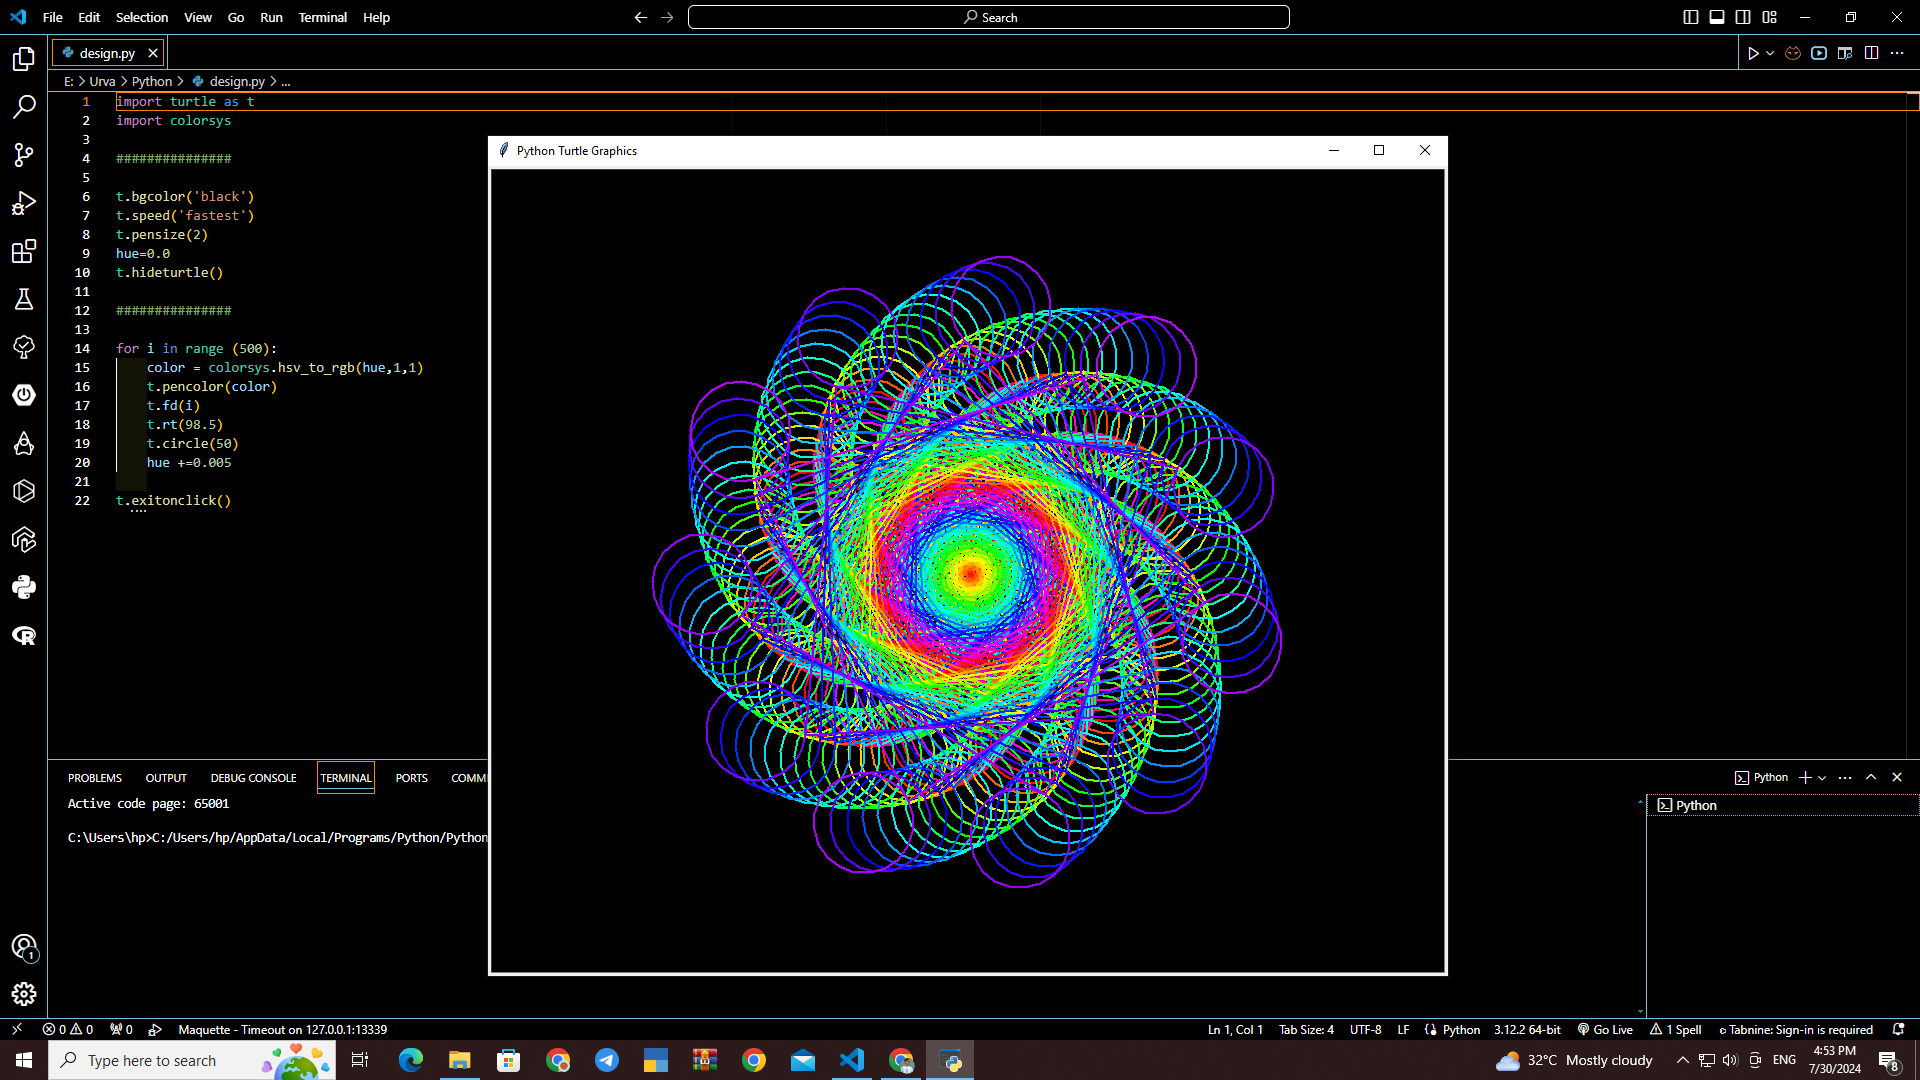 File Edit Selection View Go Run Terminal Help
Search
design.py
E: > Urva > Python > design.py > ...
1 import turtle as t
2 import colorsys
3
4 ###############
5
6 t.bgcolor('black')
7 t.speed('fastest')
8 t.pensize(2)
9 hue=0.0
10 t.hideturtle()
11
12 ###############
13
14 for i in range (500):
15 color = colorsys.hsv_to_rgb(hue,1,1)
16 t.pencolor(color)
17 t.fd(i)
18 t.rt(98.5)
19 t.circle(50)
20 hue +=0.005
21
22 t.exitonclick()
Python Turtle Graphics
PROBLEMS OUTPUT DEBUG CONSOLE TERMINAL PORTS COMM
Python
Active code page: 65001
Python
C:\Users\hp>C:/Users/hp/AppData/Local/Programs/Python/Python
1
0 0 0 Maquette - Timeout on 127.0.0.1:13339 Ln 1, Col 1 Tab Size: 4 UTF-8 LF Python 3.12.2 64-bit Go Live 1 Spell Tabnine: Sign-in is required
Type here to search
32°C Mostly cloudy ENG
4:53 PM
7/30/2024
8